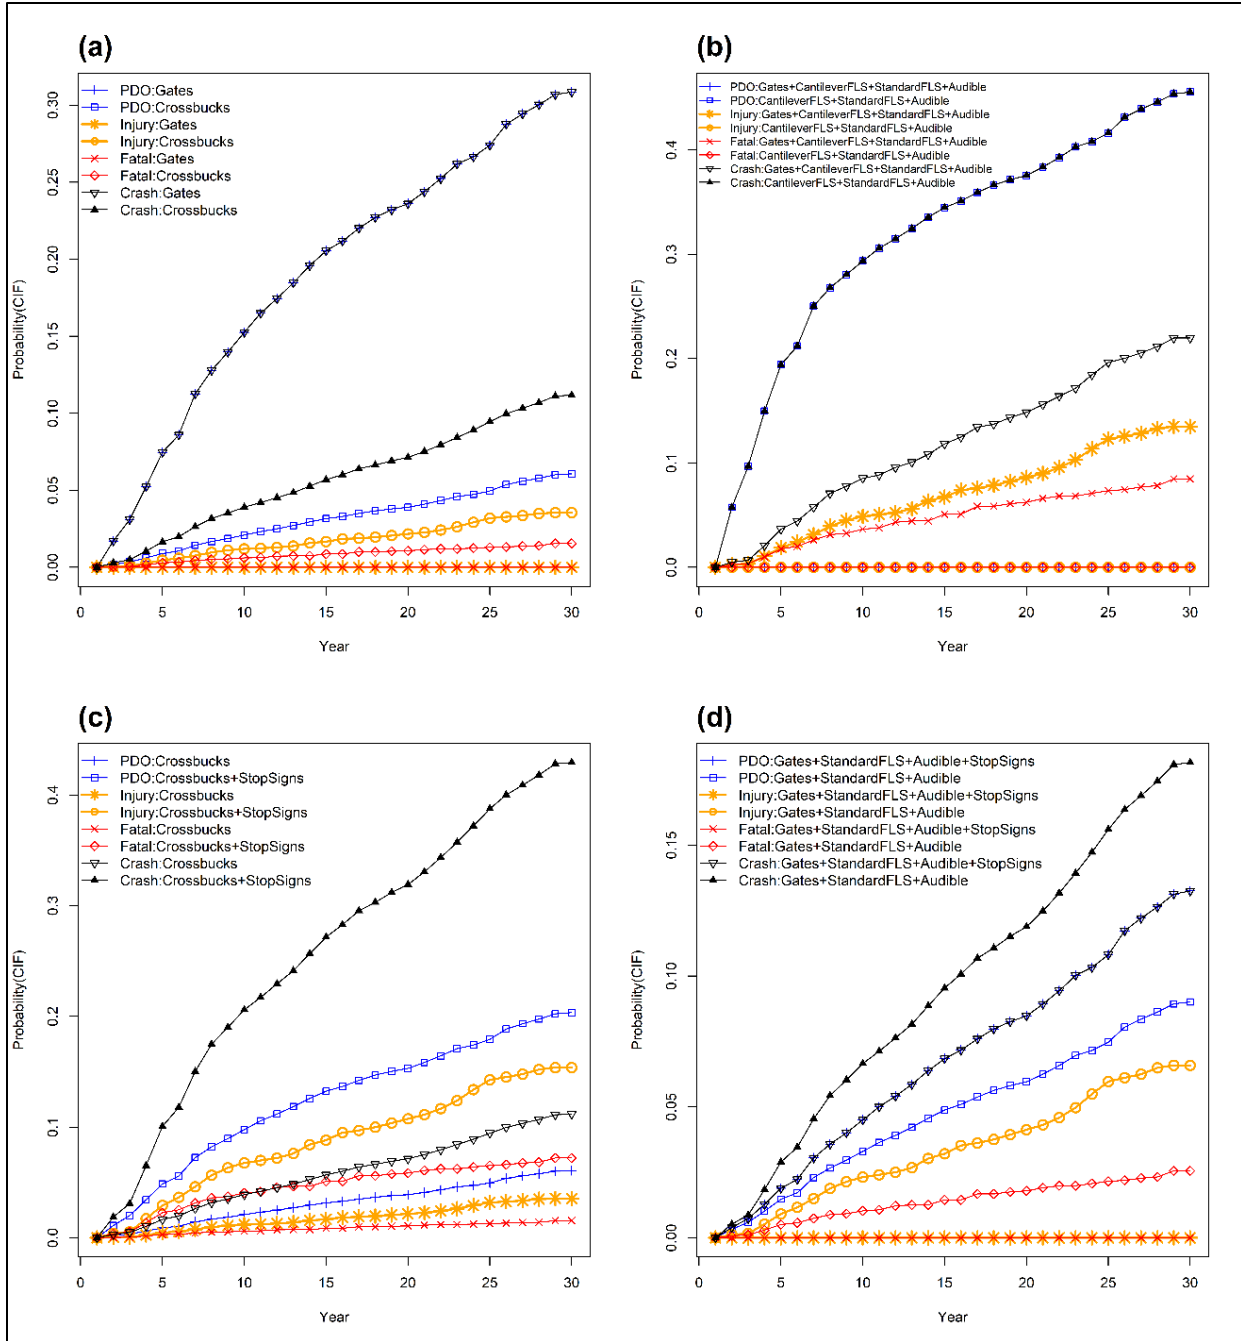 (a)
PDO:Gates
PDO:Crossbucks
Injury:Gates
Injury:Crossbucks
Fatal:Gates
Fatal:Crossbucks
Crash:Gates
Crash:Crossbucks
Probability(CIF)
0.30
0.25
0.20
0.15
0.10
0.05
0.00
0 5 10 15 20 25 30
Year
(b)
PDO:Gates+CantileverFLS+StandardFLS+Audible
PDO:CantileverFLS+StandardFLS+Audible
Injury:Gates+CantileverFLS+StandardFLS+Audible
Injury:CantileverFLS+StandardFLS+Audible
Fatal:Gates+CantileverFLS+StandardFLS+Audible
Fatal:CantileverFLS+StandardFLS+Audible
Crash:Gates+CantileverFLS+StandardFLS+Audible
Crash:CantileverFLS+StandardFLS+Audible
Probability(CIF)
0.4
0.3
0.2
0.1
0.0
0 5 10 15 20 25 30
Year
(c)
PDO:Crossbucks
PDO:Crossbucks+StopSigns
Injury:Crossbucks
Injury:Crossbucks+StopSigns
Fatal:Crossbucks
Fatal:Crossbucks+StopSigns
Crash:Crossbucks
Crash:Crossbucks+StopSigns
Probability(CIF)
0.4
0.3
0.2
0.1
0.0
0 5 10 15 20 25 30
Year
(d)
PDO:Gates+StandardFLS+Audible+StopSigns
PDO:Gates+StandardFLS+Audible
Injury:Gates+StandardFLS+Audible+StopSigns
Injury:Gates+StandardFLS+Audible
Fatal:Gates+StandardFLS+Audible+StopSigns
Fatal:Gates+StandardFLS+Audible
Crash:Gates+StandardFLS+Audible+StopSigns
Crash:Gates+StandardFLS+Audible
Probability(CIF)
0.15
0.10
0.05
0.00
0 5 10 15 20 25 30
Year